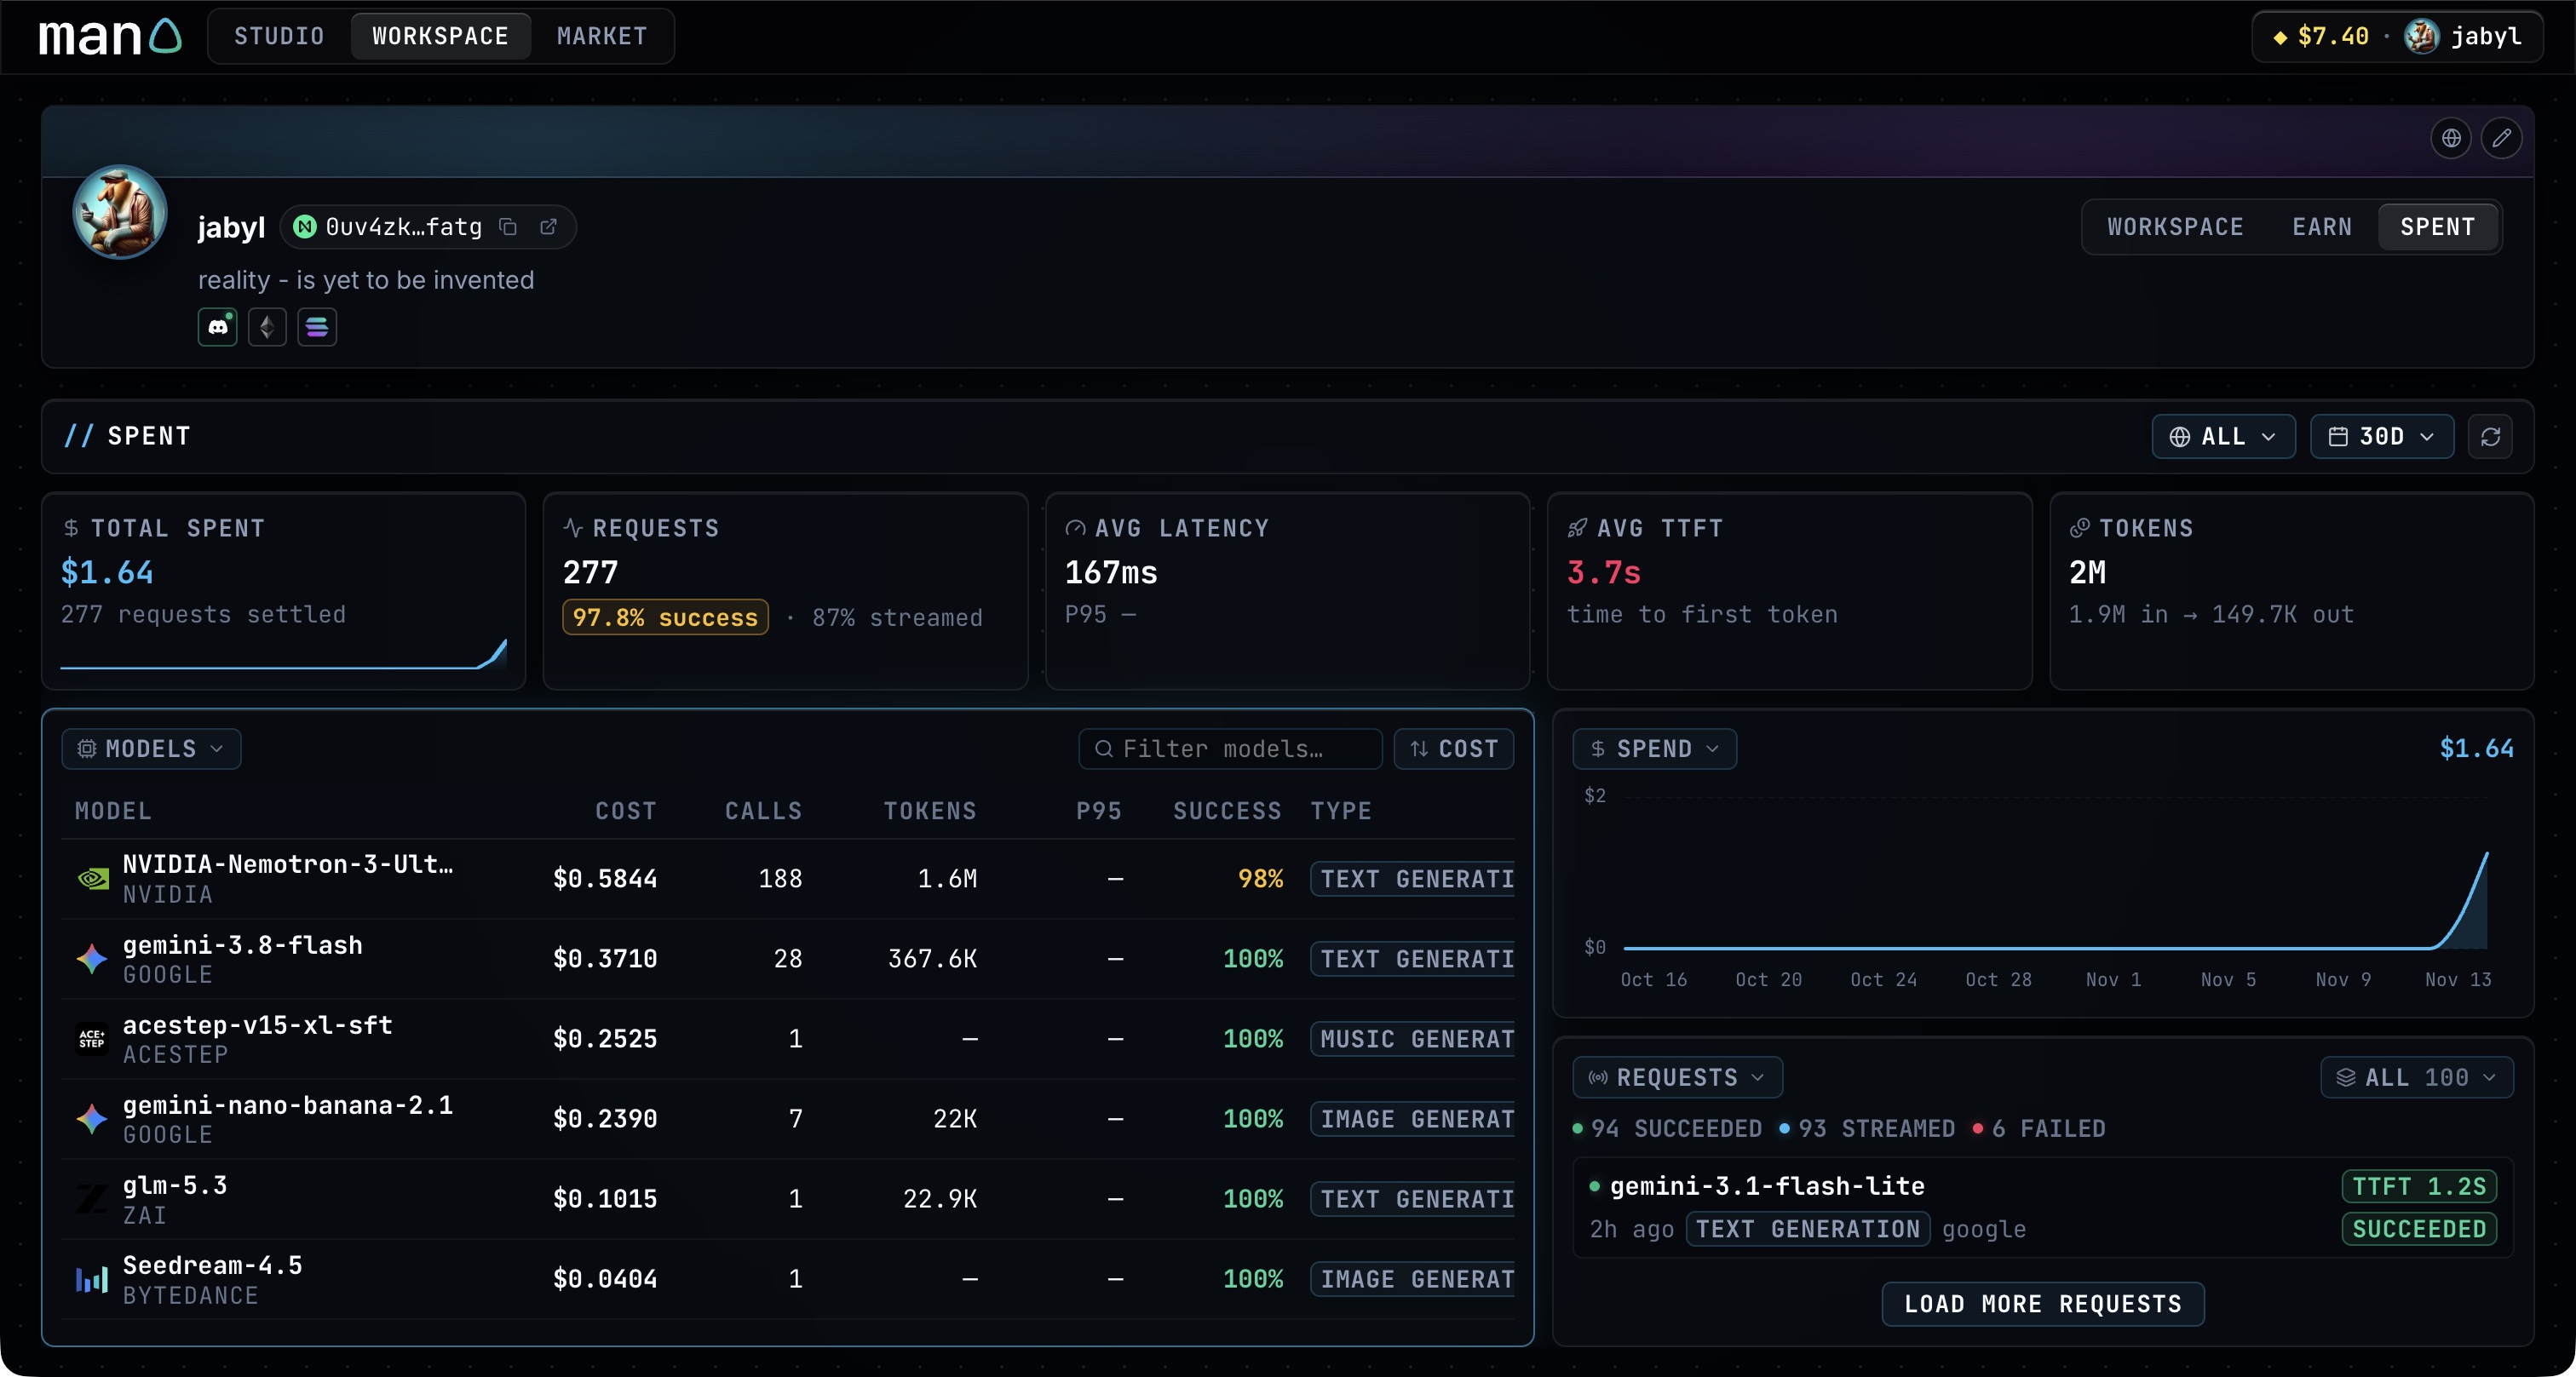 mano STUDIO WORKSPACE MARKET $7.40 · jabyl
jabyl 0uv4zk…fatg WORKSPACE EARN SPENT
reality - is yet to be invented
// SPENT ALL 30D
TOTAL SPENT
$1.64
277 requests settled
REQUESTS
277
97.8% success · 87% streamed
AVG LATENCY
167ms
P95 —
AVG TTFT
3.7s
time to first token
TOKENS
2M
1.9M in → 149.7K out
MODELS Filter models… COST
MODEL COST CALLS TOKENS P95 SUCCESS TYPE
NVIDIA-Nemotron-3-Ult… $0.5844 188 1.6M — 98% TEXT GENERATI
NVIDIA
gemini-3.8-flash $0.3710 28 367.6K — 100% TEXT GENERATI
GOOGLE
ACE+ STEP acestep-v15-xl-sft $0.2525 1 — — 100% MUSIC GENERAT
ACESTEP
gemini-nano-banana-2.1 $0.2390 7 22K — 100% IMAGE GENERAT
GOOGLE
glm-5.3 $0.1015 1 22.9K — 100% TEXT GENERATI
ZAI
Seedream-4.5 $0.0404 1 — — 100% IMAGE GENERAT
BYTEDANCE
$ SPEND $1.64
$2
$0
Oct 16 Oct 20 Oct 24 Oct 28 Nov 1 Nov 5 Nov 9 Nov 13
REQUESTS ALL 100
94 SUCCEEDED 93 STREAMED 6 FAILED
gemini-3.1-flash-lite TTFT 1.2S
2h ago TEXT GENERATION google SUCCEEDED
LOAD MORE REQUESTS